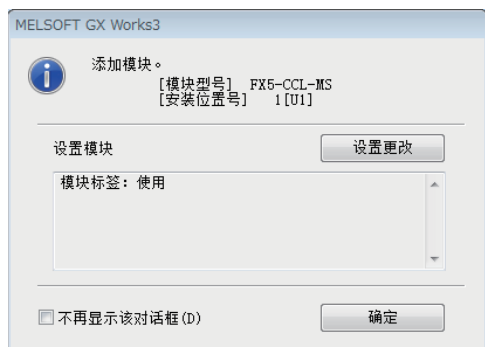 MELSOFT GX Works3
添加模块。
[模块型号] FX5-CCL-MS
[安装位置号] 1[U1]
设置模块
设置更改
模块标签: 使用
不再显示该对话框(D)
确定